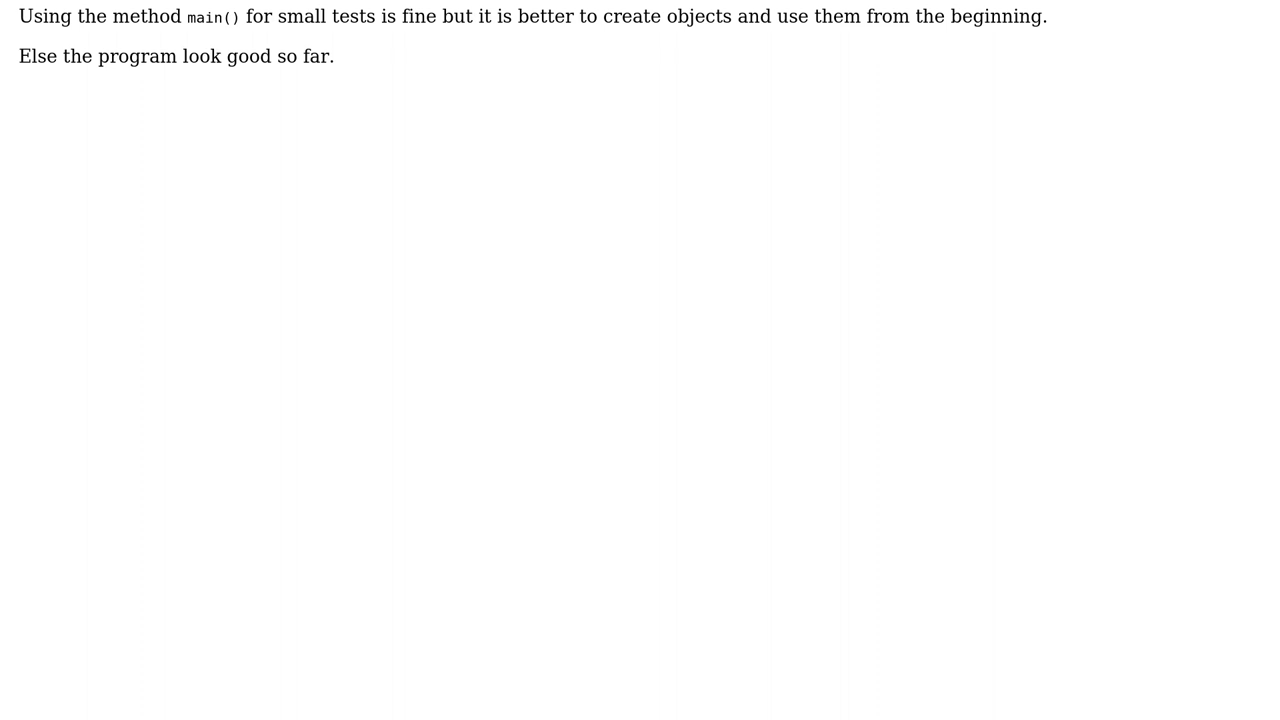 Using the method main() for small tests is fine but it is better to create objects and use them from the beginning.
Else the program look good so far.